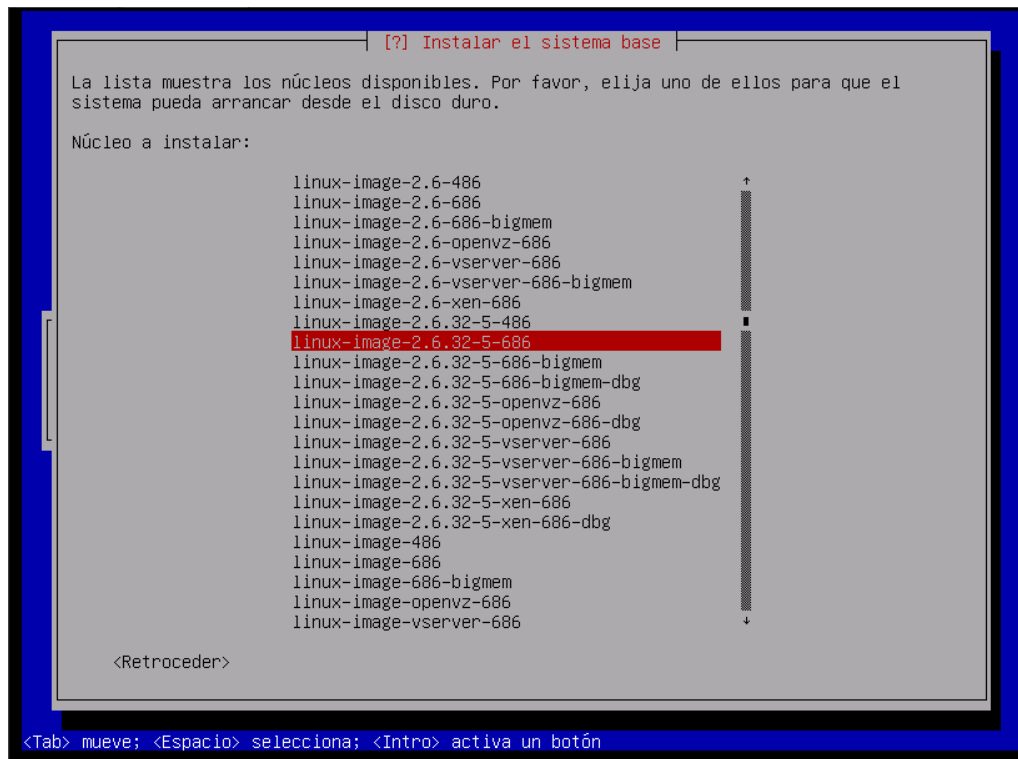 [?] Instalar el sistema base
La lista muestra los núcleos disponibles. Por favor, elija uno de ellos para que el
sistema pueda arrancar desde el disco duro.
Núcleo a instalar:
linux-image-2.6-486
linux-image-2.6-686
linux-image-2.6-686-bigmem
linux-image-2.6-openvz-686
linux-image-2.6-vserver-686
linux-image-2.6-vserver-686-bigmem
linux-image-2.6-xen-686
linux-image-2.6.32-5-486
linux-image-2.6.32-5-686
linux-image-2.6.32-5-686-bigmem
linux-image-2.6.32-5-686-bigmem-dbg
linux-image-2.6.32-5-openvz-686
linux-image-2.6.32-5-openvz-686-dbg
linux-image-2.6.32-5-vserver-686
linux-image-2.6.32-5-vserver-686-bigmem
linux-image-2.6.32-5-vserver-686-bigmem-dbg
linux-image-2.6.32-5-xen-686
linux-image-2.6.32-5-xen-686-dbg
linux-image-486
linux-image-686
linux-image-686-bigmem
linux-image-openvz-686
linux-image-vserver-686
<Retroceder>
<Tab> mueve; <Espacio> selecciona; <Intro> activa un botón